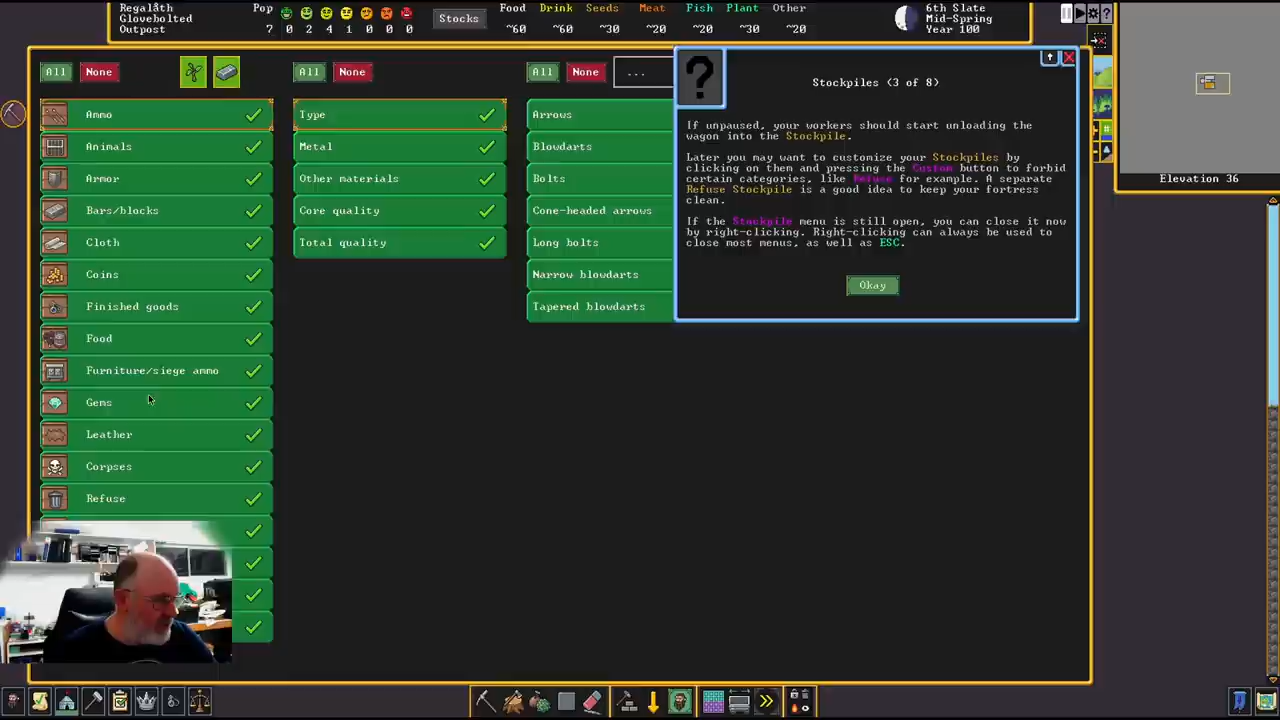 Regalåt
Glovebolted
Outpost
Pop
7
0 2 4 1 0 0 0
Stocks
Food Drink Seeds Meat Fish Plant Other
~60 ~60 ~30 ~20 ~20 ~20 ~20
6th Slate
Mid-Spring
Year 100
Elevation 36
All None
All None
All None ...
Ammo
Animals
Armor
Bars/blocks
Cloth
Coins
Finished goods
Food
Furniture/siege ammo
Gems
Leather
Corpses
Refuse
Type
Metal
Other materials
Core quality
Total quality
Arrows
Blowdarts
Bolts
Cone-headed arrows
Long bolts
Narrow blowdarts
Tapered blowdarts
Stockpiles (3 of 8)
If unpaused, your workers should start unloading the
wagon into the Stockpile.
Later you may want to customize your Stockpiles by
clicking on them and pressing the Custom button to forbid
certain categories, like Refuse for example. A separate
Refuse Stockpile is a good idea to keep your fortress
clean.
If the Stockpile menu is still open, you can close it now
by right-clicking. Right-clicking can always be used to
close most menus, as well as ESC.
Okay